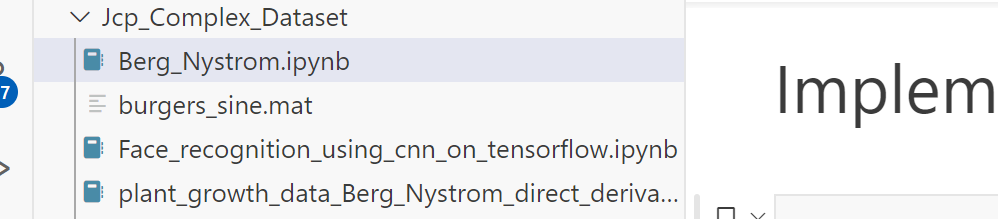 Jcp_Complex_Dataset
Berg_Nystrom.ipynb
burgers_sine.mat
Face_recognition_using_cnn_on_tensorflow.ipynb
plant_growth_data_Berg_Nystrom_direct_deriva...
7
Implem